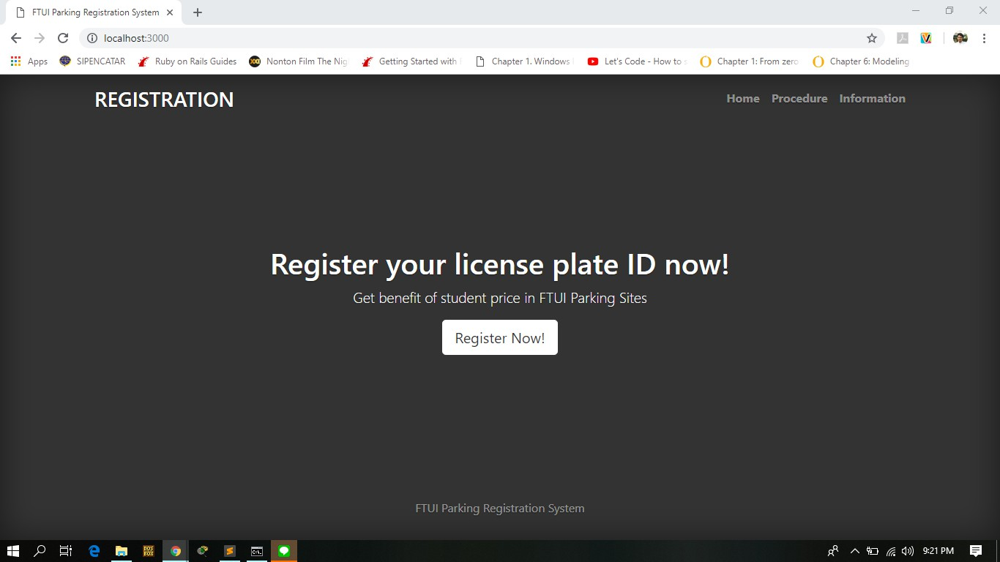 FTUI Parking Registration System
localhost:3000
Apps SIPENCATAR Ruby on Rails Guides Nonton Film The Nig Getting Started with Chapter 1. Windows Let's Code - How to s Chapter 1: From zero Chapter 6: Modeling
REGISTRATION Home Procedure Information
Register your license plate ID now!
Get benefit of student price in FTUI Parking Sites
Register Now!
FTUI Parking Registration System
DOS
BOX
C:\.
9:21 PM